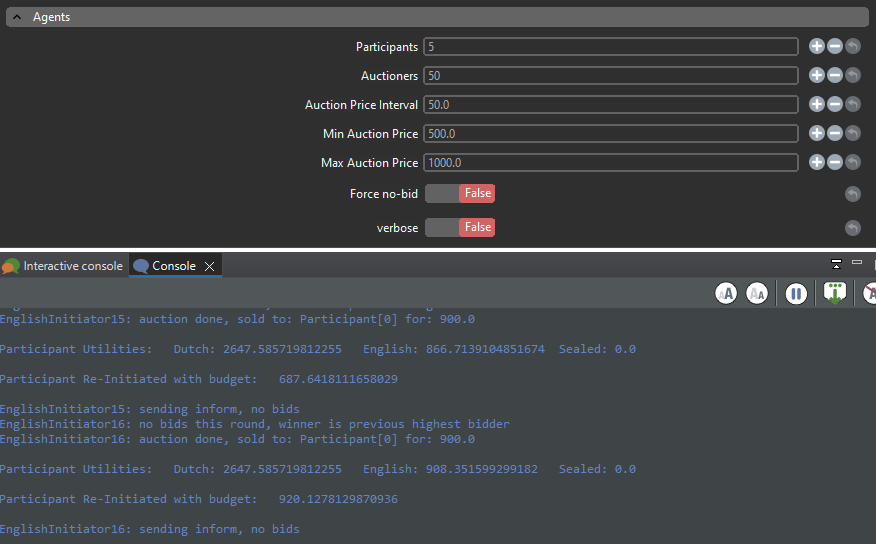 Agents
Participants 5
Auctioners 50
Auction Price Interval 50.0
Min Auction Price 500.0
Max Auction Price 1000.0
Force no-bid False
verbose False
Interactive console Console
EnglishInitiator15: auction done, sold to: Participant[0] for: 900.0
Participant Utilities: Dutch: 2647.585719812255 English: 866.7139104851674 Sealed: 0.0
Participant Re-Initiated with budget: 687.6418111658029
EnglishInitiator15: sending inform, no bids
EnglishInitiator16: no bids this round, winner is previous highest bidder
EnglishInitiator16: auction done, sold to: Participant[0] for: 900.0
Participant Utilities: Dutch: 2647.585719812255 English: 908.351599299182 Sealed: 0.0
Participant Re-Initiated with budget: 920.1278129870936
EnglishInitiator16: sending inform, no bids